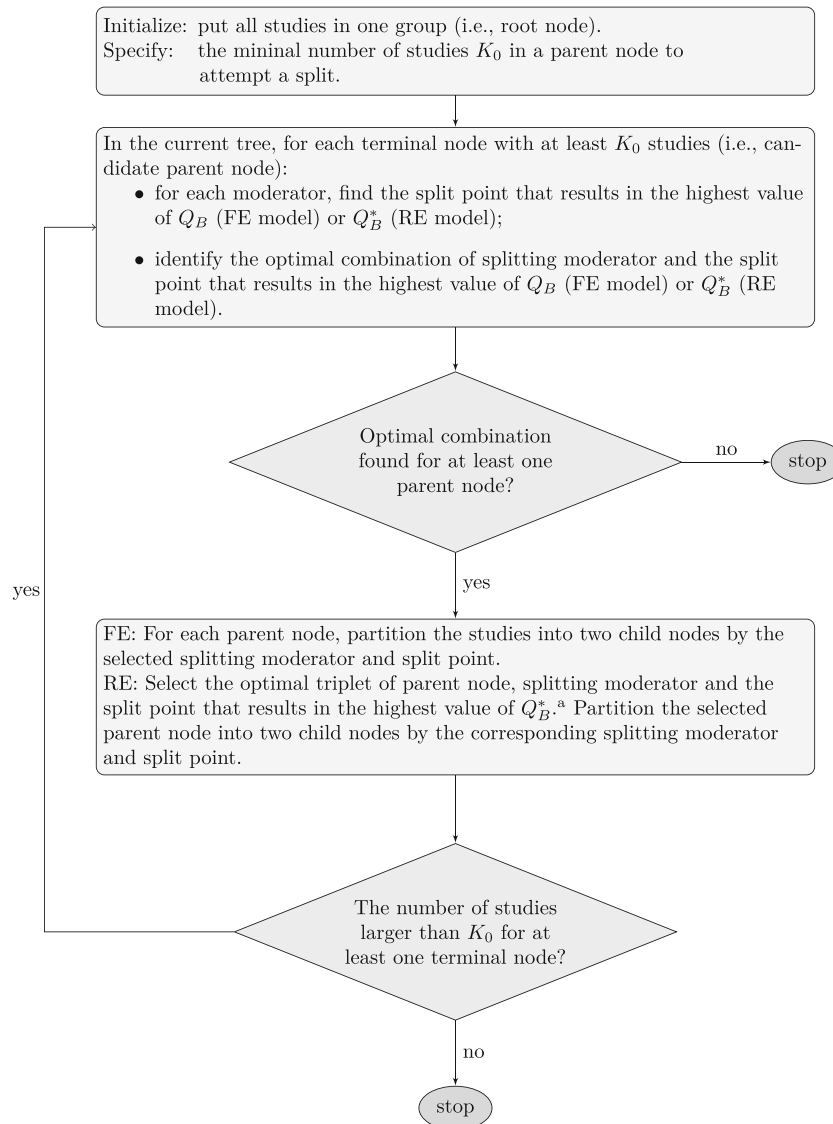 Initialize: put all studies in one group (i.e., root node).
Specify: the mininal number of studies K₀ in a parent node to
attempt a split.
In the current tree, for each terminal node with at least K₀ studies (i.e., can-
didate parent node):
• for each moderator, find the split point that results in the highest value
of Q_B (FE model) or Q*_B (RE model);
• identify the optimal combination of splitting moderator and the split
point that results in the highest value of Q_B (FE model) or Q*_B (RE
model).
Optimal combination
found for at least one
parent node?
no
stop
yes
yes
FE: For each parent node, partition the studies into two child nodes by the
selected splitting moderator and split point.
RE: Select the optimal triplet of parent node, splitting moderator and the
split point that results in the highest value of Q*_B.ᵃ Partition the selected
parent node into two child nodes by the corresponding splitting moderator
and split point.
The number of studies
larger than K₀ for at
least one terminal node?
no
stop